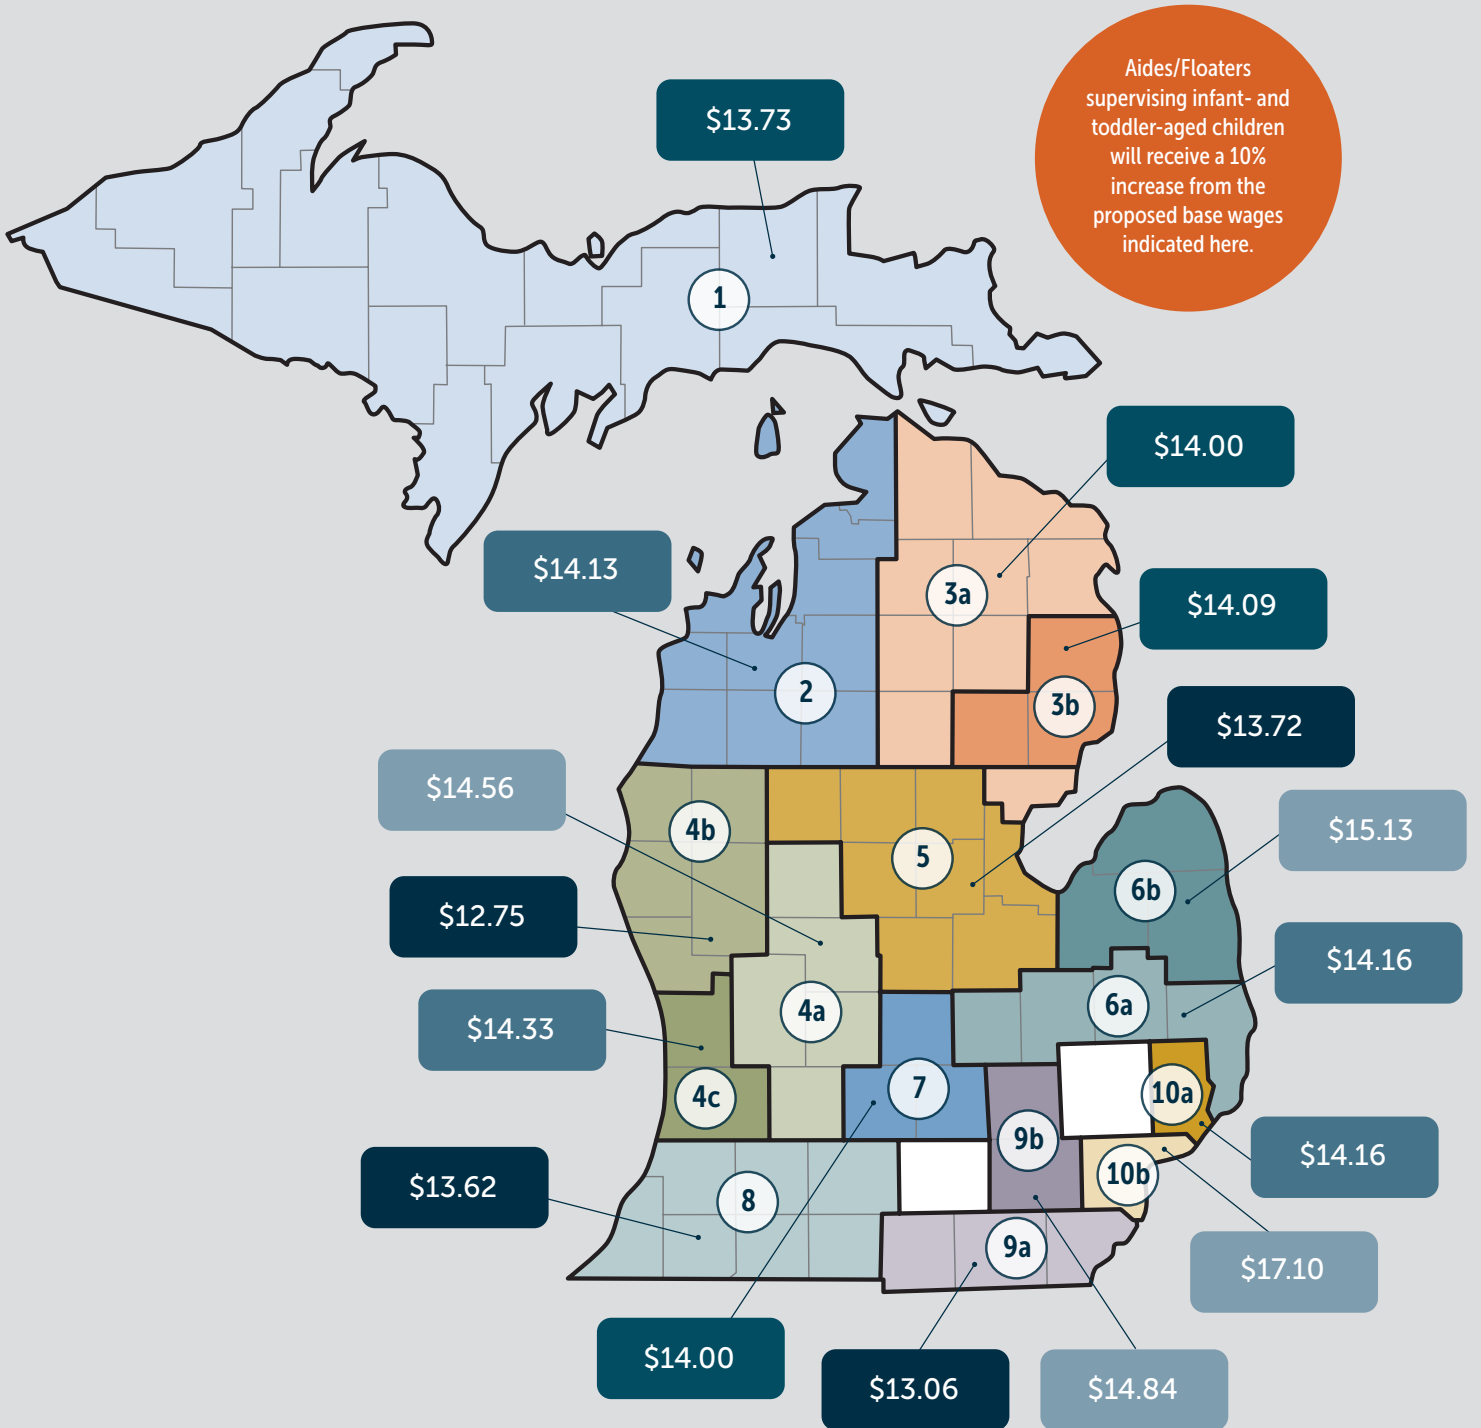 Aides/Floaters
supervising infant- and
toddler-aged children
will receive a 10%
increase from the
proposed base wages
indicated here.
$13.73
1
$14.00
$14.13
3a
$14.09
2
3b
$13.72
$14.56
4b
5
$15.13
6b
$12.75
$14.16
4a
6a
$14.33
4c
7
10a
9b
$14.16
10b
$13.62
8
9a
$17.10
$14.00
$13.06
$14.84